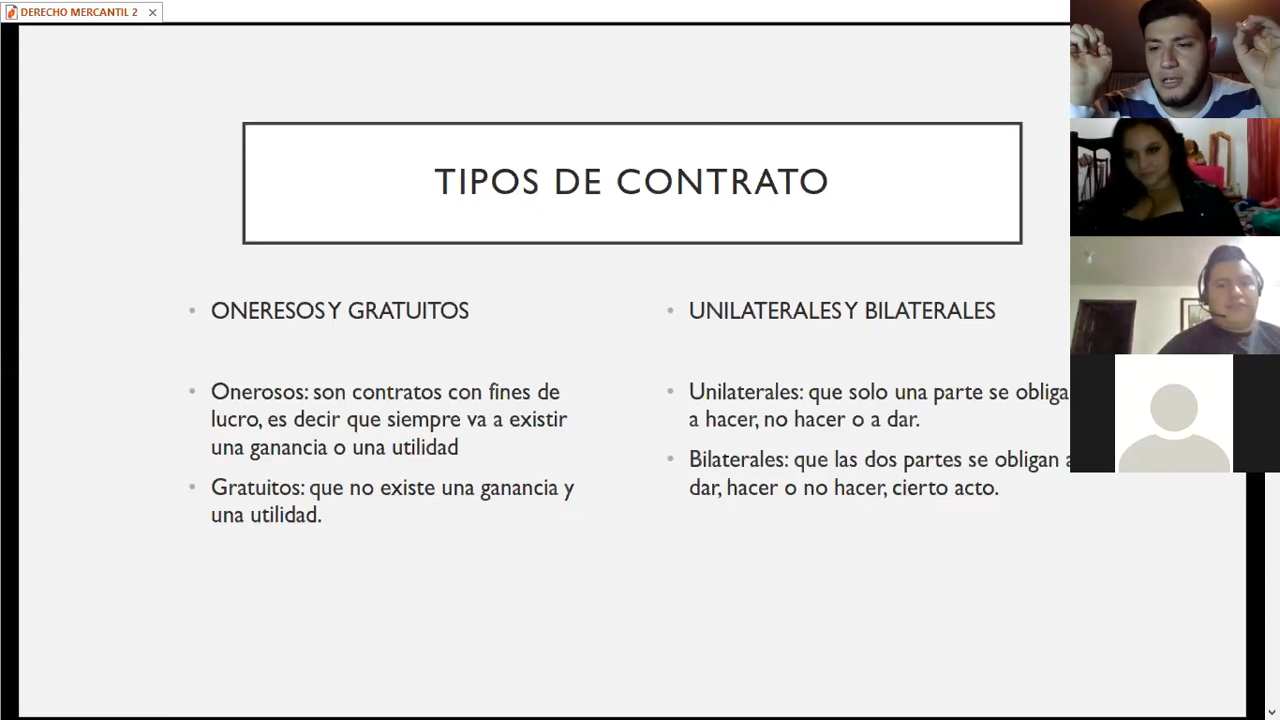 DERECHO MERCANTIL 2
TIPOS DE CONTRATO
ONERESOS Y GRATUITOS
Onerosos: son contratos con fines de
lucro, es decir que siempre va a existir
una ganancia o una utilidad
Gratuitos: que no existe una ganancia y
una utilidad.
UNILATERALES Y BILATERALES
Unilaterales: que solo una parte se obliga
a hacer, no hacer o a dar.
Bilaterales: que las dos partes se obligan a
dar, hacer o no hacer, cierto acto.